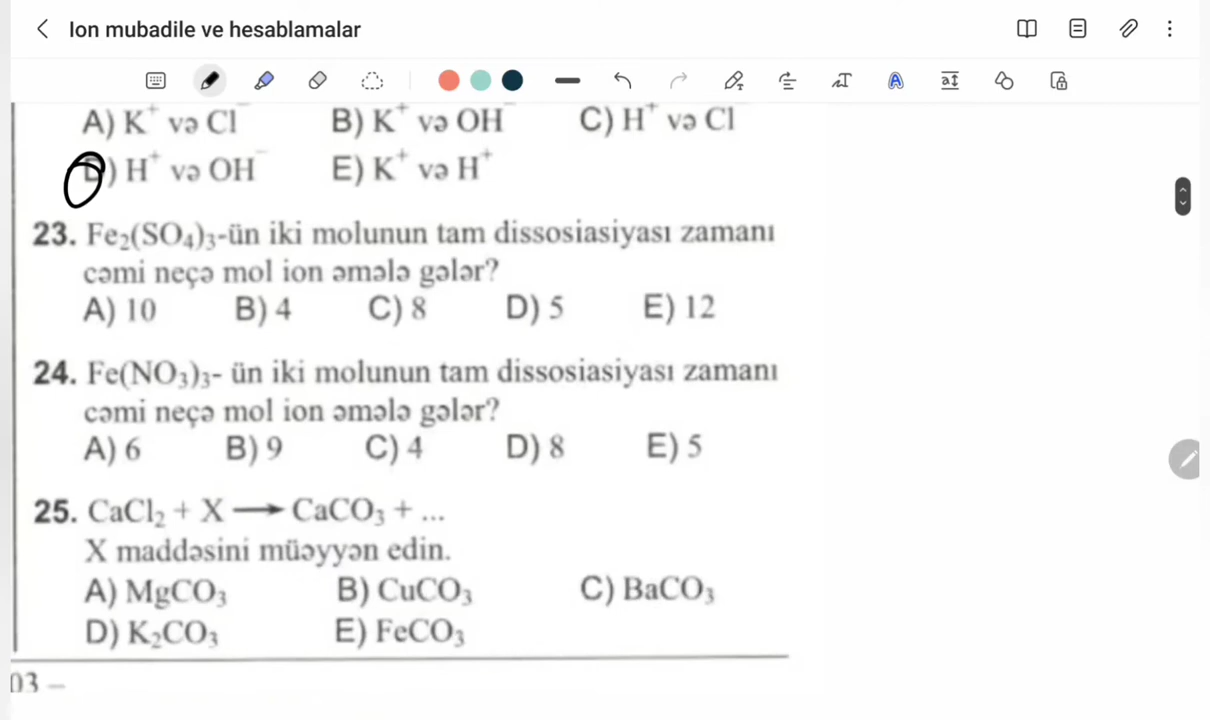 Ion mubadile ve hesablamalar
A) K⁺ və Cl⁻ B) K⁺ və OH⁻ C) H⁺ və Cl
D) H⁺ və OH⁻ E) K⁺ və H⁺
23. Fe₂(SO₄)₃-ün iki molunun tam dissosiasiyası zamanı
cəmi neçə mol ion əmələ gələr?
A) 10 B) 4 C) 8 D) 5 E) 12
24. Fe(NO₃)₃- ün iki molunun tam dissosiasiyası zamanı
cəmi neçə mol ion əmələ gələr?
A) 6 B) 9 C) 4 D) 8 E) 5
25. CaCl₂ + X ⟶ CaCO₃ + ...
X maddəsini müəyyən edin.
A) MgCO₃ B) CuCO₃ C) BaCO₃
D) K₂CO₃ E) FeCO₃
03 –